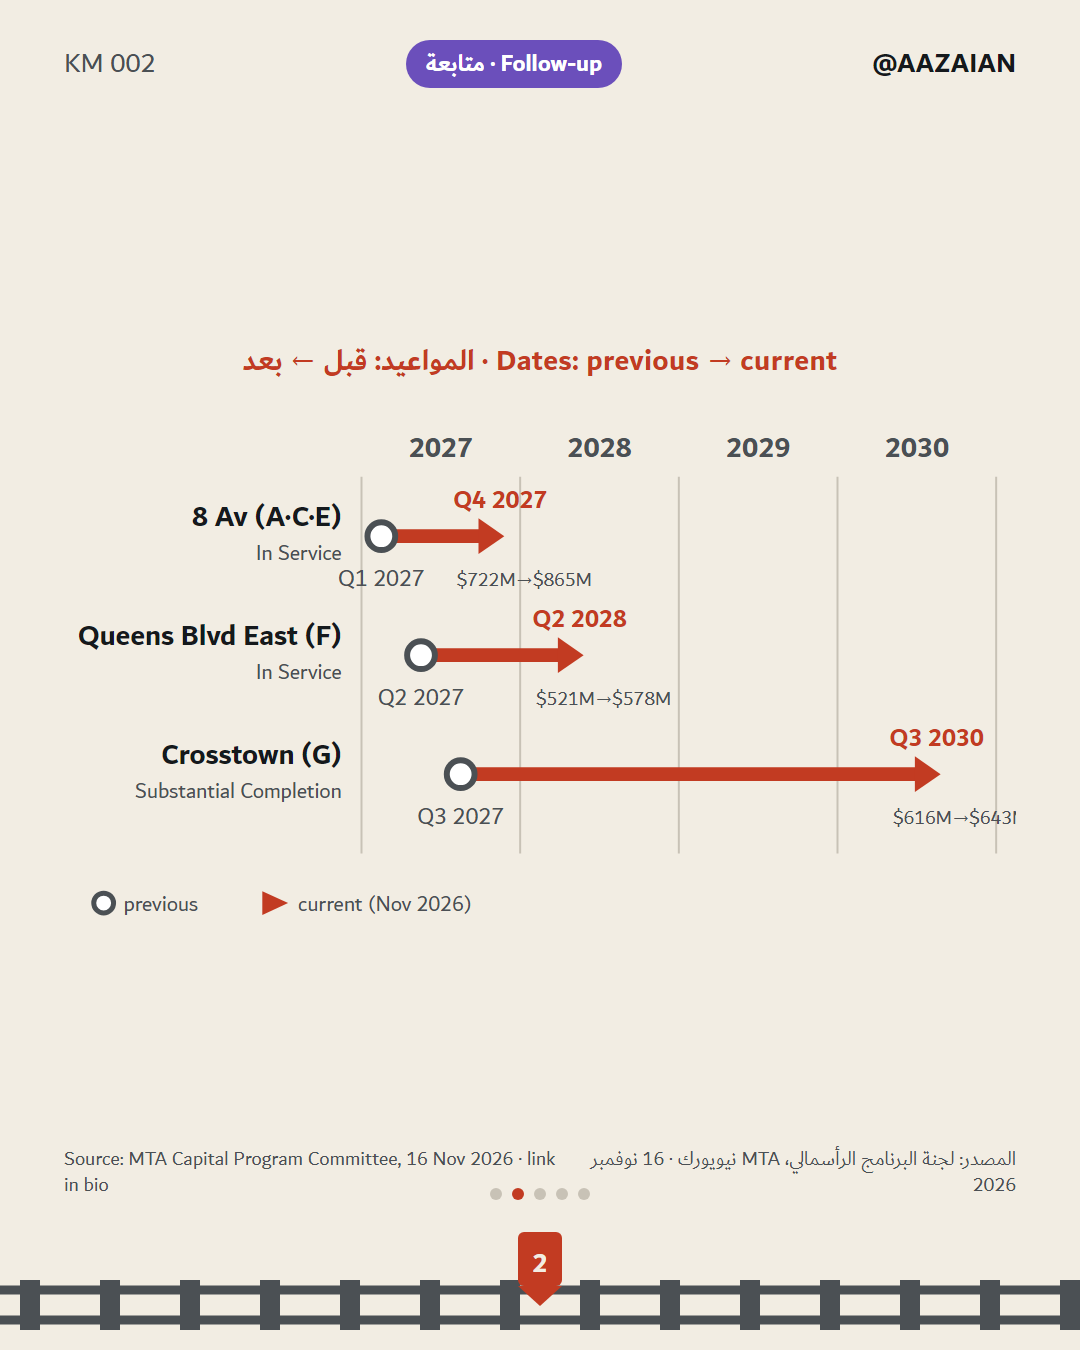 KM 002
متابعة · Follow-up
@AAZAIAN
المواعيد: قبل ← بعد · Dates: previous → current
2027 2028 2029 2030
Q4 2027
8 Av (A·C·E)
In Service
Q1 2027
$722M→$865M
Q2 2028
Queens Blvd East (F)
In Service
Q2 2027
$521M→$578M
Q3 2030
Crosstown (G)
Substantial Completion
Q3 2027
$616M→$643M
previous
current (Nov 2026)
Source: MTA Capital Program Committee, 16 Nov 2026 · link
in bio
المصدر: لجنة البرنامج الرأسمالي، MTA نيويورك · 16 نوفمبر
2026
2